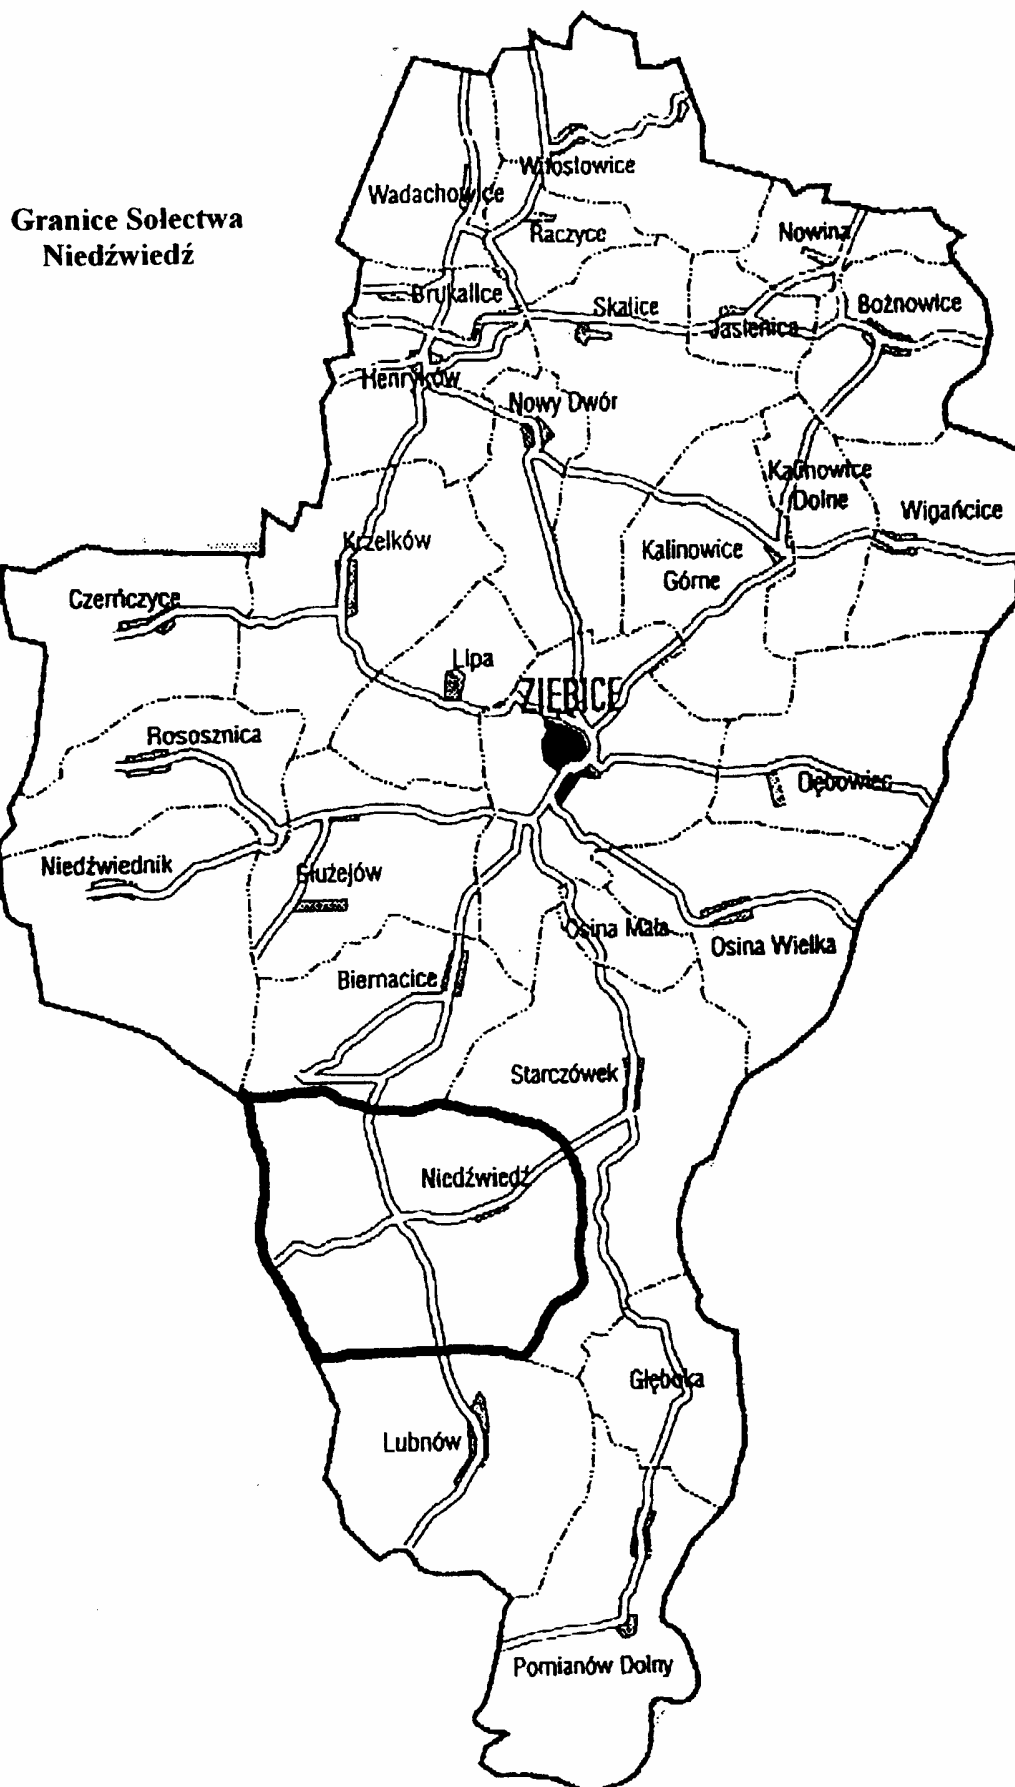 Granice Sołectwa
Niedźwiedź
Witostowice
Wadachowice
Raczyce
Nowina
Brukalice
Skalice
Bożnowice
Jasienica
Henryków
Nowy Dwór
Kalinowice
Dolne
Wigańcice
Krzelków
Kalinowice
Górne
Czerńczyce
Lipa
ZIĘBICE
Rososznica
Dębowiec
Niedźwiednik
Służejów
Osina Mała
Osina Wielka
Biernacice
Starczówek
Niedźwiedź
Głęboka
Lubnów
Pomianów Dolny